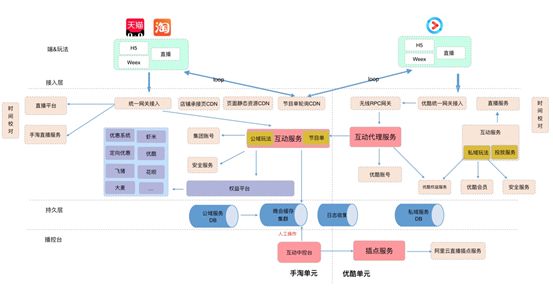 天猫
淘
端&玩法
H5
Weex
直播
H5
Weex
直播
loop
loop
接入层
时间校对
直播平台
统一网关接入
店铺承接页CDN
页面静态资源CDN
节目单轮询CDN
无线RPC网关
优酷统一网关接入
直播服务
时间校对
手淘直播服务
优惠系统
虾米
定向优惠
优酷
飞猪
花呗
大麦
...
集团账号
公域玩法
互动服务
节目单
安全服务
权益平台
互动代理服务
优酷账号
互动服务
私域玩法
投放服务
优酷权益服务
优酷会员
安全服务
持久层
公域服务DB
晚会缓存集群
日志收集
私域服务DB
人工操作
播控台
互动中控台
插点服务
阿里云直播插点服务
手淘单元
优酷单元